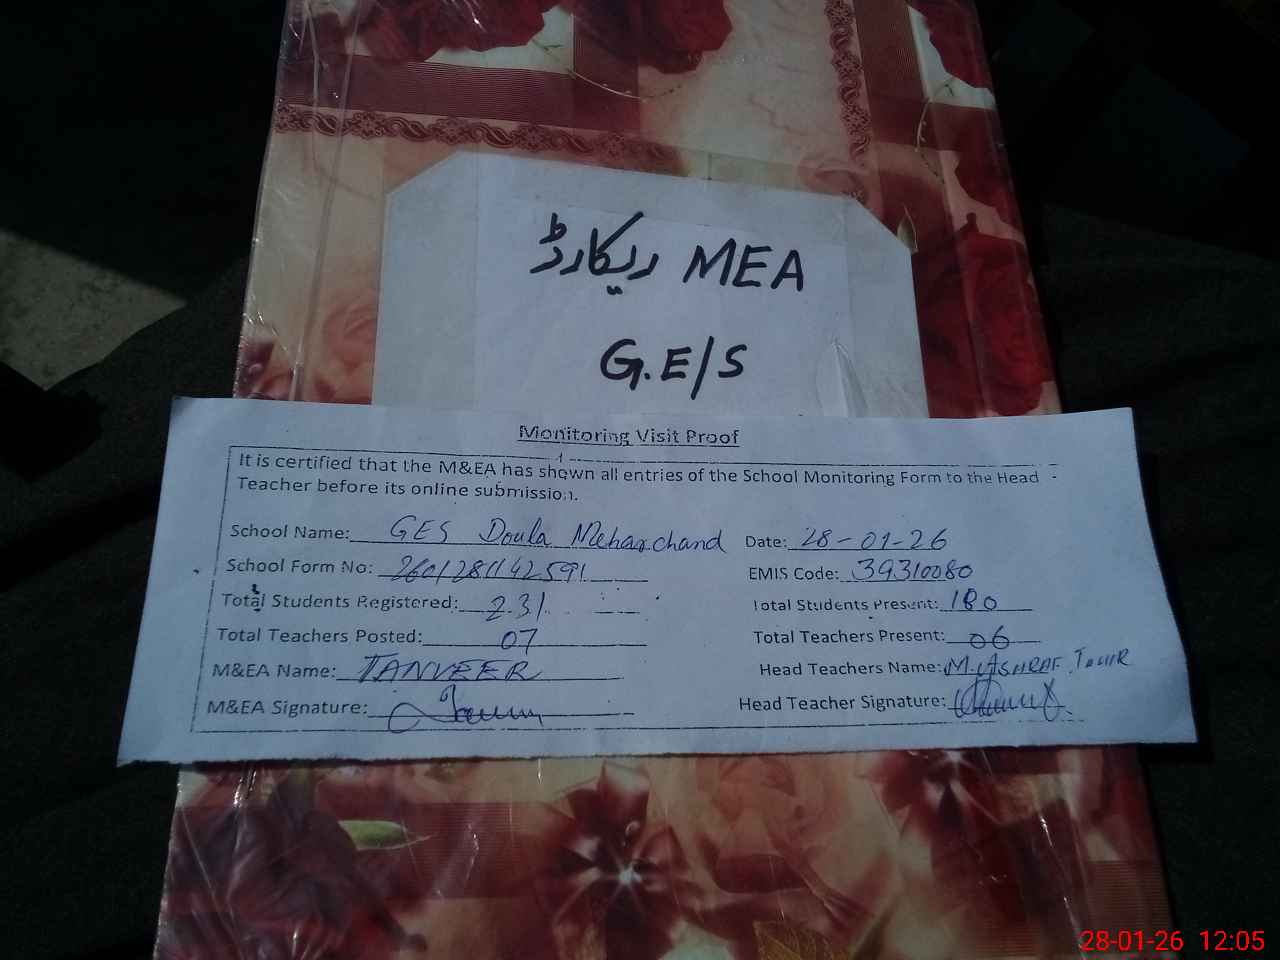 ریکارڈ MEA
G.E/S
Monitoring Visit Proof
It is certified that the M&EA has shown all entries of the School Monitoring Form to the Head
Teacher before its online submission.
School Name: GES Doula Meharchand Date: 28-01-26
School Form No: 2601281142591 EMIS Code: 39310080
Total Students Registered: 231 Total Students Present: 180
Total Teachers Posted: 07 Total Teachers Present: 06
M&EA Name: TANVEER Head Teachers Name: M. ASHRAF
M&EA Signature: Head Teacher Signature:
28-01-26 12:05